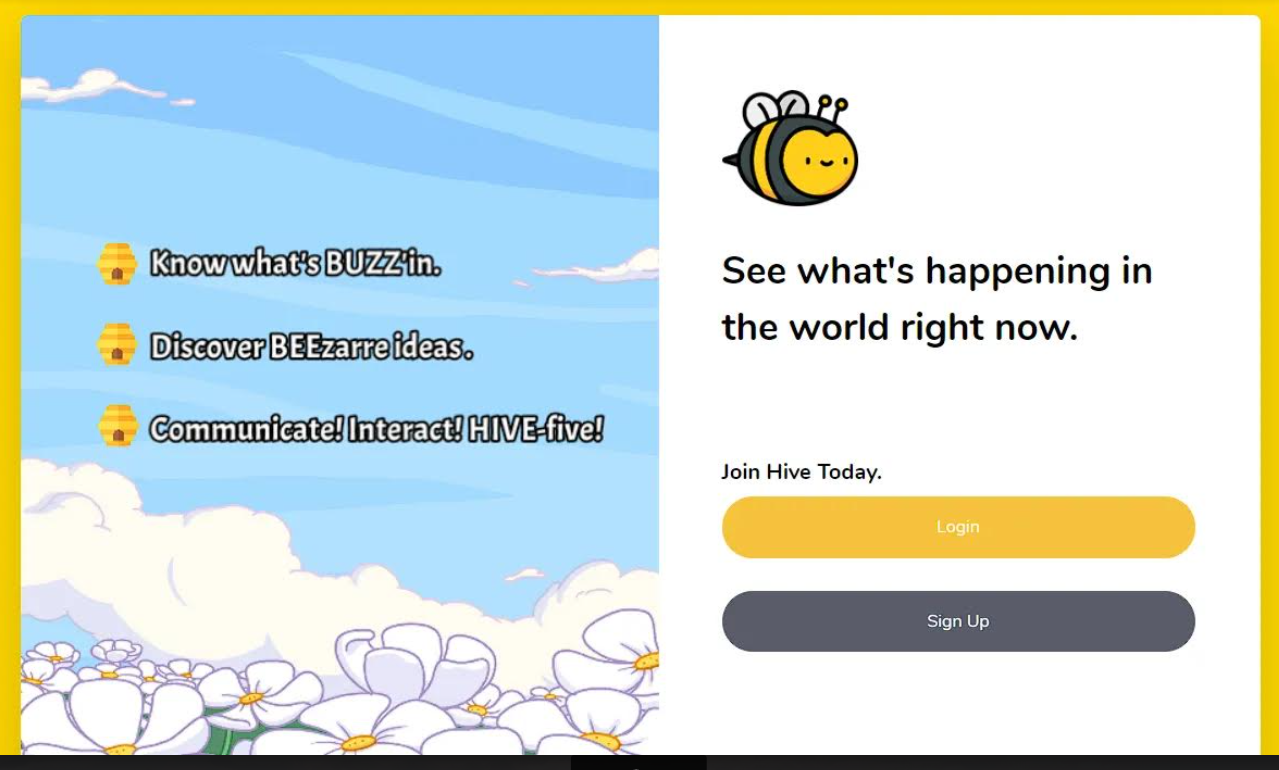 Know what's BUZZ'in.
Discover BEEzarre ideas.
Communicate! Interact! HIVE-five!
See what's happening in
the world right now.
Join Hive Today.
Login
Sign Up